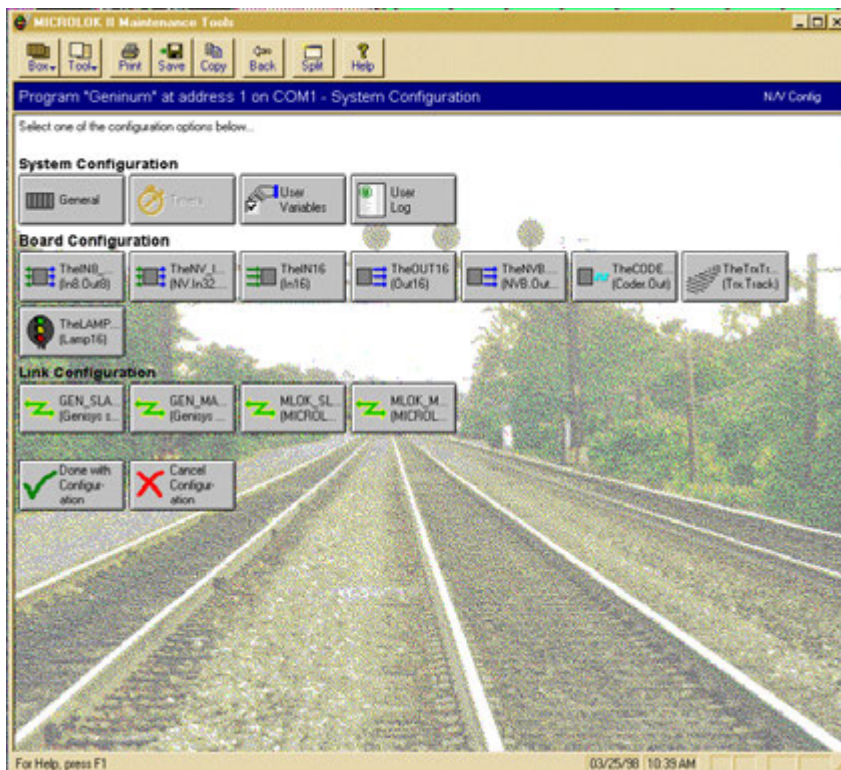 MICROLOK II Maintenance Tools
Box Tool Print Save Copy Back Split Help
Program "Geninum" at address 1 on COM1 - System Configuration N/V Config
Select one of the configuration options below...
System Configuration
General
Timers
User
Variables
User
Log
Board Configuration
TheIN8_... TheNV_I... TheIN16 TheOUT16 TheNVB... TheCODE... TheTrxTr...
(In8.Out8) (NV.In32... (In16) (Out16) (NVB.Out... (Coder.Out) (Trx.Track)
TheLAMP...
(Lamp16)
Link Configuration
GEN_SLA... GEN_MA... MLOK_SL... MLOK_M...
(Genisys s... (Genisys ... (MICROL... (MICROL...
Done with
Configur-
ation
Cancel
Configur-
ation
For Help, press F1 03/25/98 10:39 AM